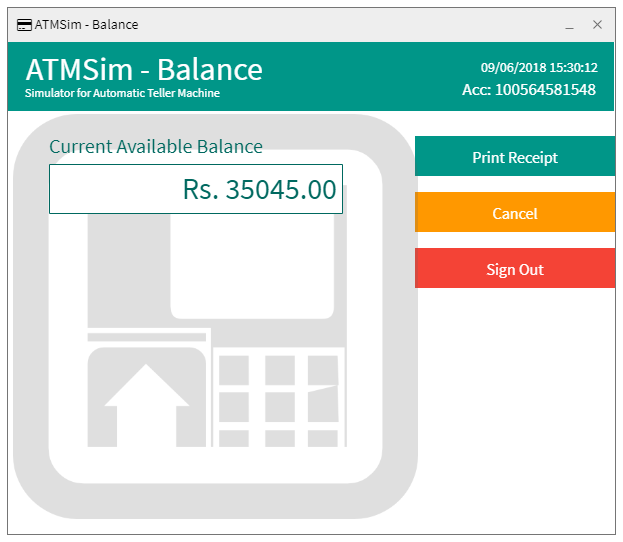 ATMSim - Balance
ATMSim - Balance
Simulator for Automatic Teller Machine
09/06/2018 15:30:12
Acc: 100564581548
Current Available Balance
Rs. 35045.00
Print Receipt
Cancel
Sign Out